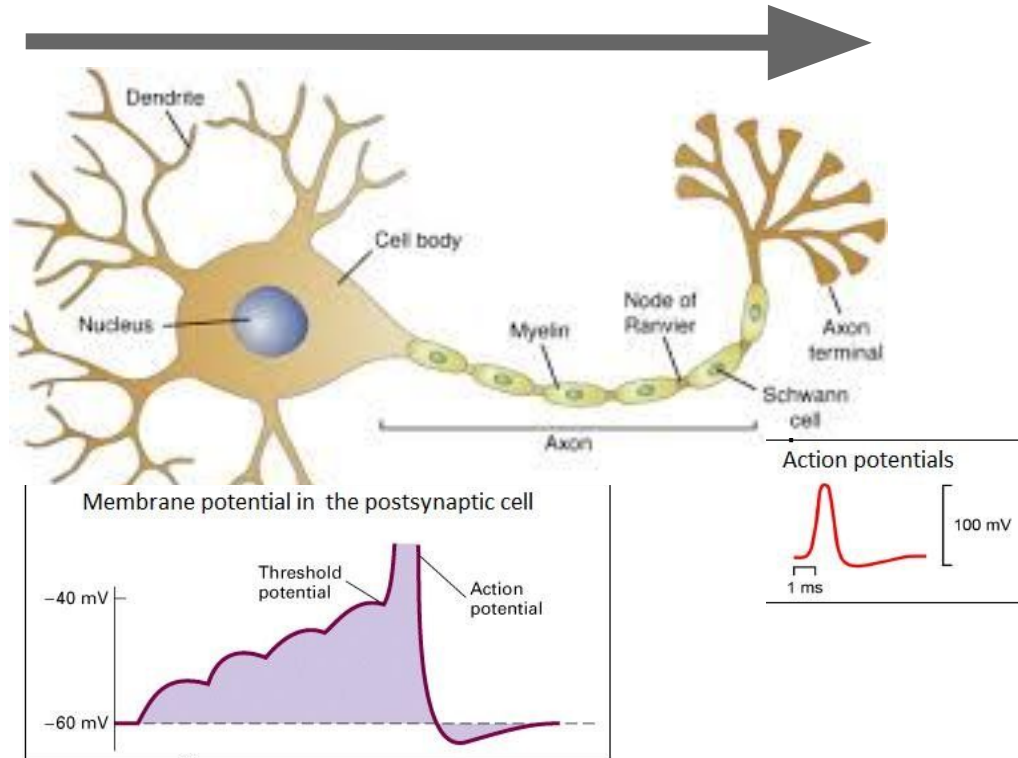 Dendrite
Cell body
Nucleus
Myelin
Node of
Ranvier
Axon
terminal
Schwann
cell
Axon
Action potentials
100 mV
1 ms
Membrane potential in the postsynaptic cell
Threshold
potential
Action
potential
−40 mV
−60 mV